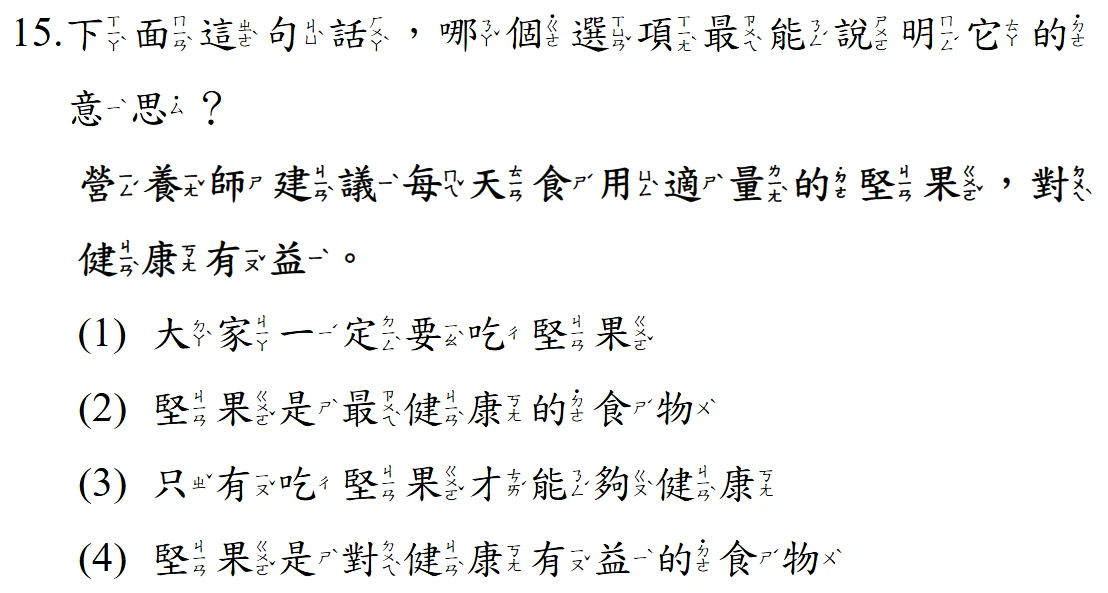 15.下面這句話，哪個選項最能說明它的
意思？
營養師建議每天食用適量的堅果，對
健康有益。
(1) 大家一定要吃堅果
(2) 堅果是最健康的食物
(3) 只有吃堅果才能夠健康
(4) 堅果是對健康有益的食物